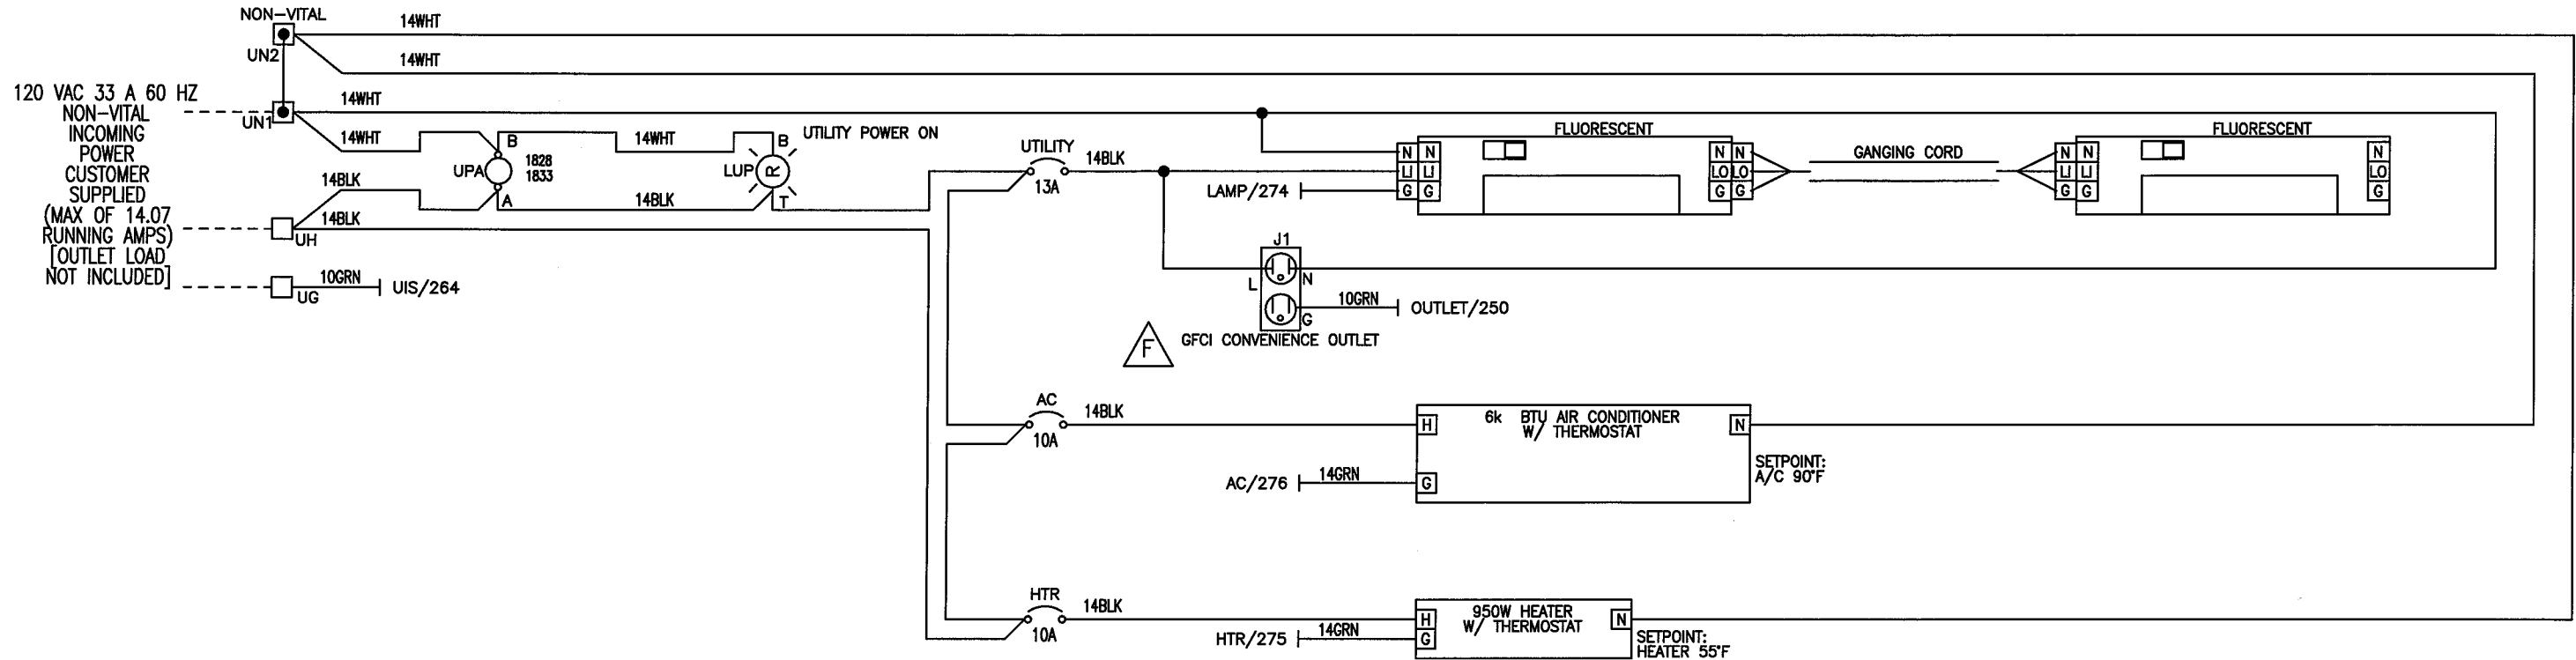 NON-VITAL
14WHT
UN2
14WHT
120 VAC 33 A 60 HZ
NON-VITAL
INCOMING
POWER
CUSTOMER
SUPPLIED
(MAX OF 14.07
RUNNING AMPS)
[OUTLET LOAD
NOT INCLUDED]
UN1
14WHT
14WHT
B
UPA
1828
1833
A
14WHT
B
UTILITY POWER ON
LUP
R
T
14BLK
14BLK
14BLK
UH
10GRN
UG
UIS/264
UTILITY
13A
14BLK
LAMP/274
FLUORESCENT
N N
LI LI
G G
N N
LO LO
G G
GANGING CORD
FLUORESCENT
N N
LI LI
G G
N
LO
G
J1
L
N
10GRN
G
OUTLET/250
F
GFCI CONVENIENCE OUTLET
AC
10A
14BLK
H
6k BTU AIR CONDITIONER
W/ THERMOSTAT
N
AC/276
14GRN
G
SETPOINT:
A/C 90°F
HTR
10A
14BLK
H
950W HEATER
W/ THERMOSTAT
N
HTR/275
14GRN
G
SETPOINT:
HEATER 55°F